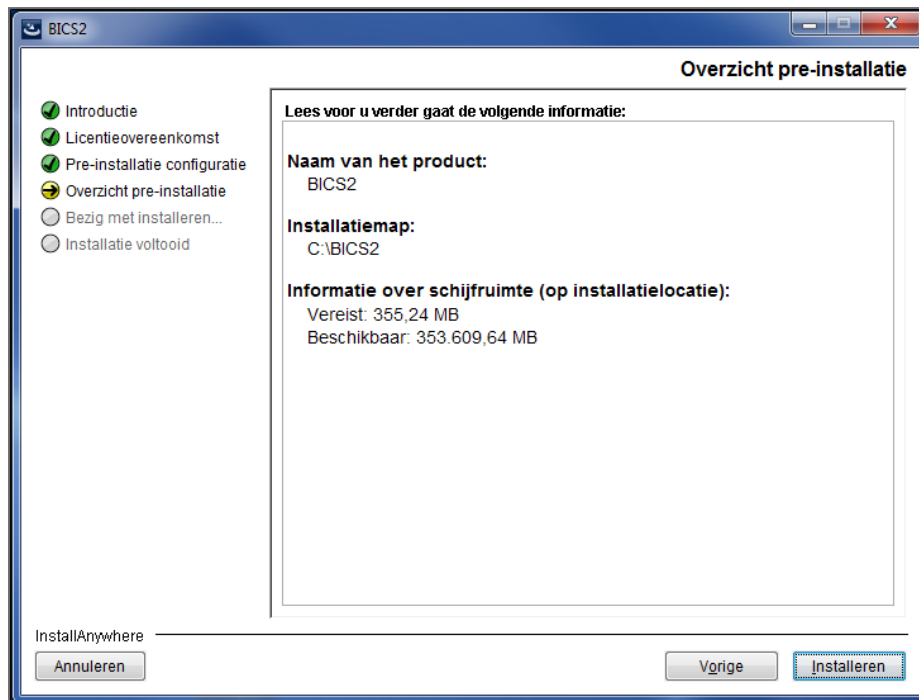 BICS2
Overzicht pre-installatie
Introductie
Licentieovereenkomst
Pre-installatie configuratie
Overzicht pre-installatie
Bezig met installeren...
Installatie voltooid
Lees voor u verder gaat de volgende informatie:
Naam van het product:
BICS2
Installatiemap:
C:\BICS2
Informatie over schijfruimte (op installatielocatie):
Vereist: 355,24 MB
Beschikbaar: 353.609,64 MB
InstallAnywhere
Annuleren
Vorige
Installeren